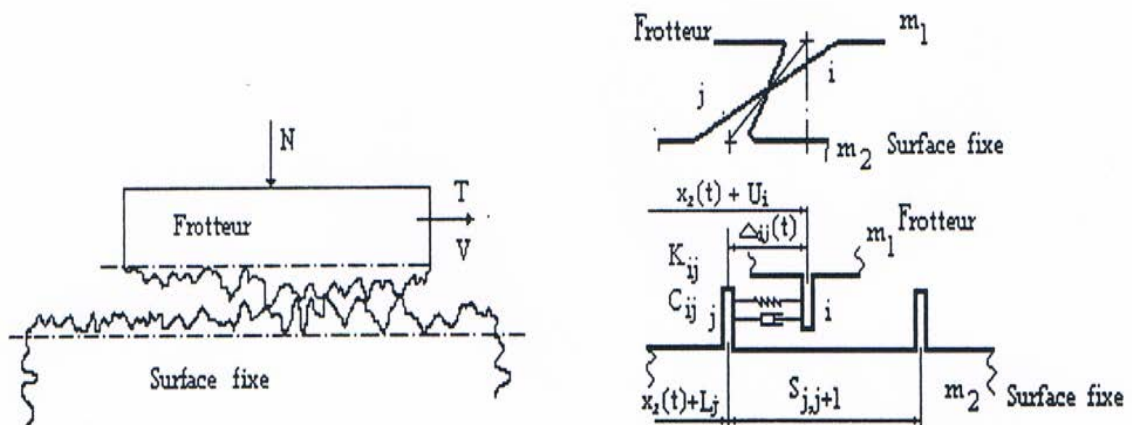 N
T
Frotteur
V
Surface fixe
Frotteur
m1
i
j
m2 Surface fixe
x2(t) + Ui
Δij(t)
m1 Frotteur
Kij
Cij
j
i
x2(t)+Lj
Sj,j+1
m2 Surface fixe